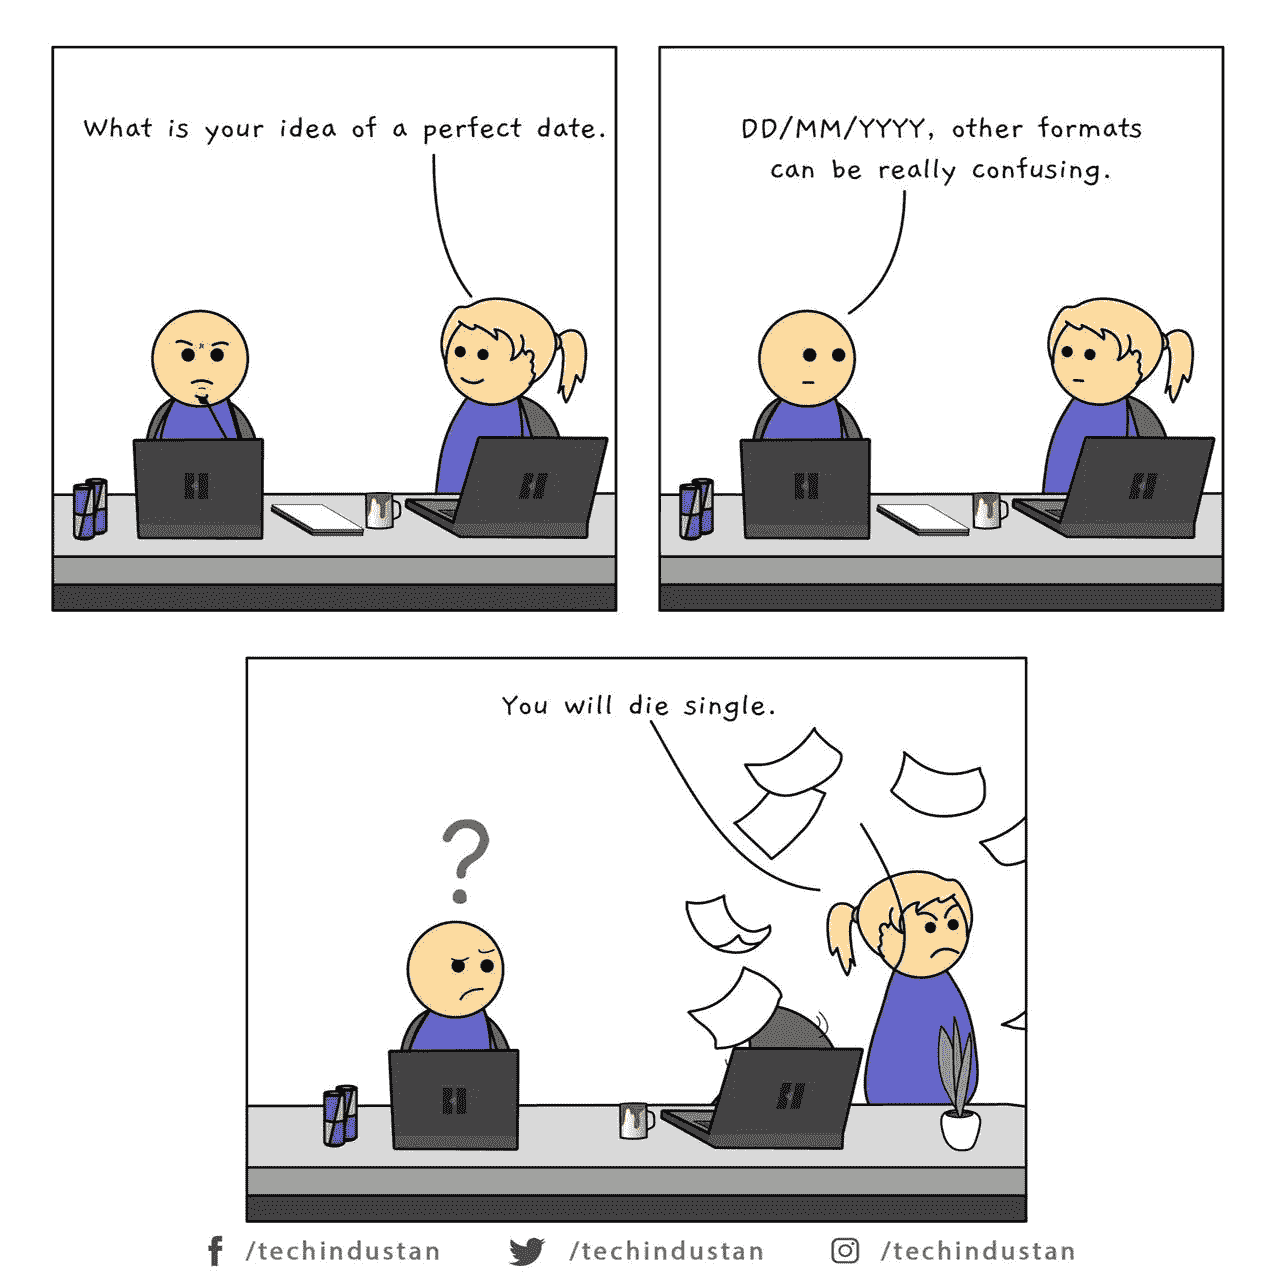 What is your idea of a perfect date.
DD/MM/YYYY, other formats
can be really confusing.
You will die single.
?
/techindustan
/techindustan
/techindustan